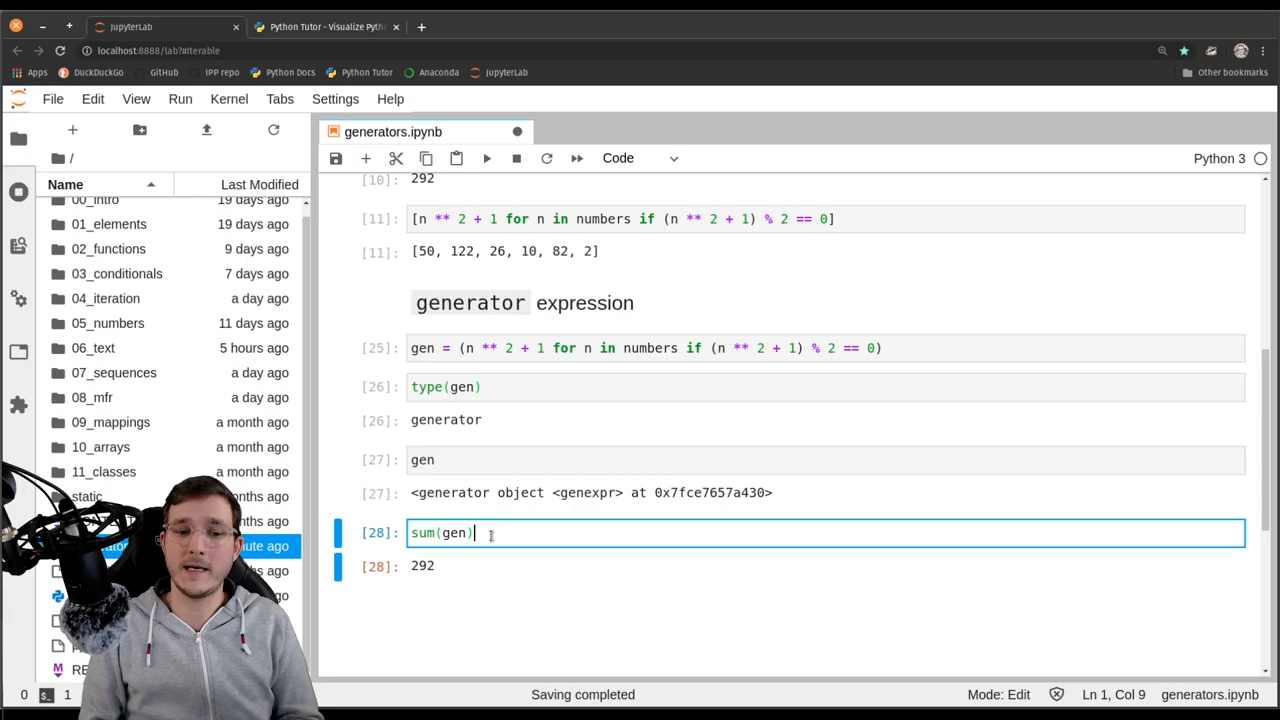 JupyterLab
Python Tutor - Visualize Pyth
localhost:8888/lab?#Iterable
Apps DuckDuckGo GitHub IPP repo Python Docs Python Tutor Anaconda JupyterLab Other bookmarks
File Edit View Run Kernel Tabs Settings Help
generators.ipynb
/
Code
Python 3
Name Last Modified
00_intro 19 days ago
01_elements 19 days ago
02_functions 9 days ago
03_conditionals 7 days ago
04_iteration a day ago
05_numbers 11 days ago
06_text 5 hours ago
07_sequences a day ago
08_mfr a day ago
09_mappings a month ago
10_arrays a month ago
11_classes a month ago
static ago
ute ago
ago
ago
ago
ago
ago
[10]: 292
[11]: [n ** 2 + 1 for n in numbers if (n ** 2 + 1) % 2 == 0]
[11]: [50, 122, 26, 10, 82, 2]
generator expression
[25]: gen = (n ** 2 + 1 for n in numbers if (n ** 2 + 1) % 2 == 0)
[26]: type(gen)
[26]: generator
[27]: gen
[27]: <generator object <genexpr> at 0x7fce7657a430>
[28]: sum(gen)
[28]: 292
0 1 Saving completed Mode: Edit Ln 1, Col 9 generators.ipynb